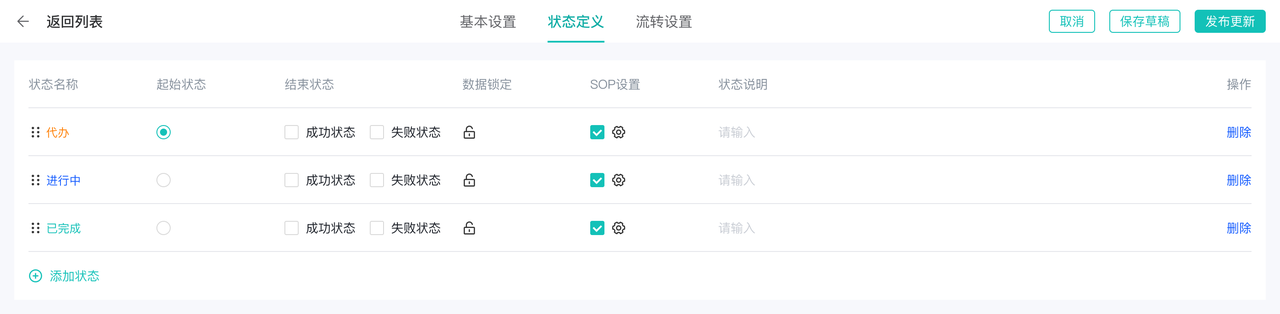 返回列表 基本设置 状态定义 流转设置 取消 保存草稿 发布更新
状态名称 起始状态 结束状态 数据锁定 SOP设置 状态说明 操作
代办 成功状态 失败状态 请输入 删除
进行中 成功状态 失败状态 请输入 删除
已完成 成功状态 失败状态 请输入 删除
添加状态